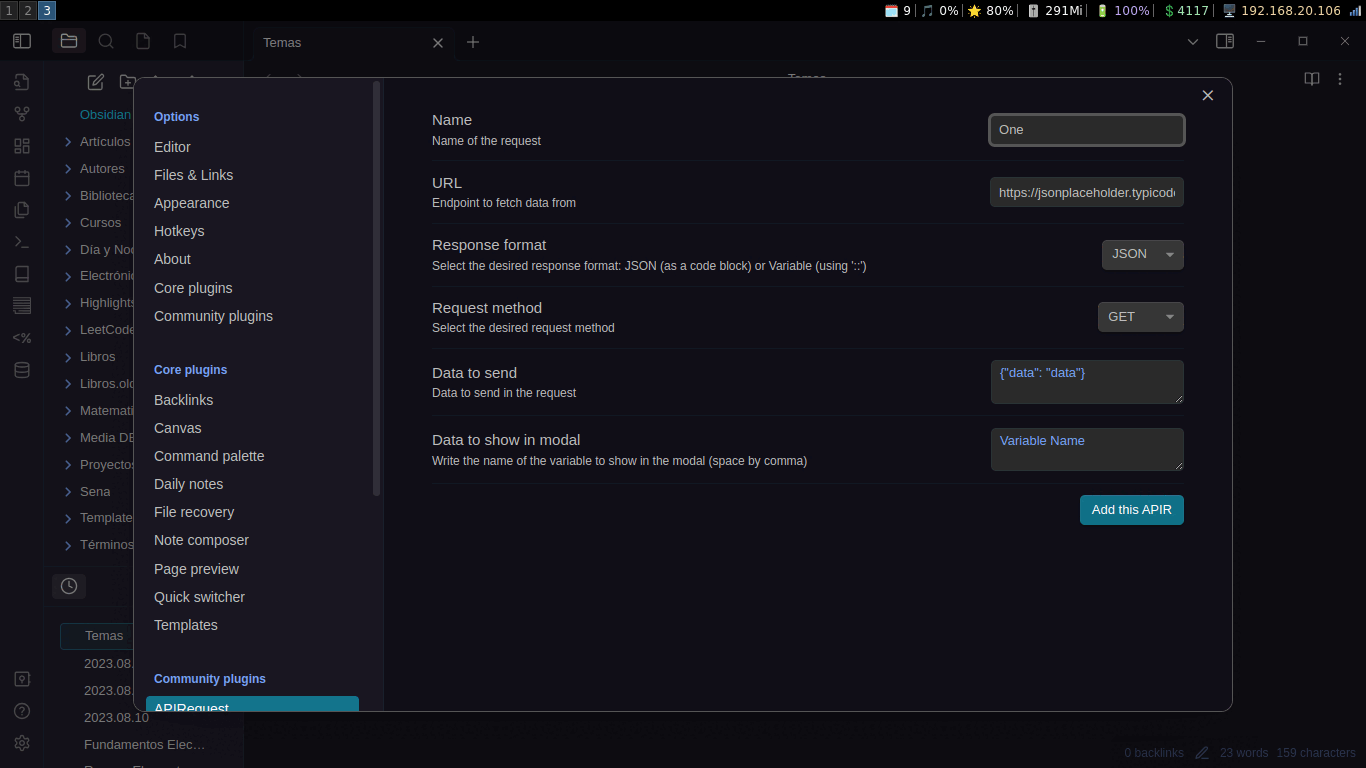 1 2 3 9 0% 80% 291Mi 100% $ 4117 192.168.20.106
Temas
Temas
Obsidian
Artículos
Autores
Biblioteca
Cursos
Día y Noc
Electrónic
Highlights
LeetCode
Libros
Libros.old
Matemati
Media DB
Proyectos
Sena
Template
Términos
Temas
2023.08.
2023.08.
2023.08.10
Fundamentos Elec…
<%
Options
Editor
Files & Links
Appearance
Hotkeys
About
Core plugins
Community plugins
Core plugins
Backlinks
Canvas
Command palette
Daily notes
File recovery
Note composer
Page preview
Quick switcher
Templates
Community plugins
APIRequest
Name
Name of the request
One
URL
Endpoint to fetch data from
https://jsonplaceholder.typicode
Response format
Select the desired response format: JSON (as a code block) or Variable (using '::')
JSON
Request method
Select the desired request method
GET
Data to send
Data to send in the request
{"data": "data"}
Data to show in modal
Write the name of the variable to show in the modal (space by comma)
Variable Name
Add this APIR
0 backlinks 23 words 159 characters